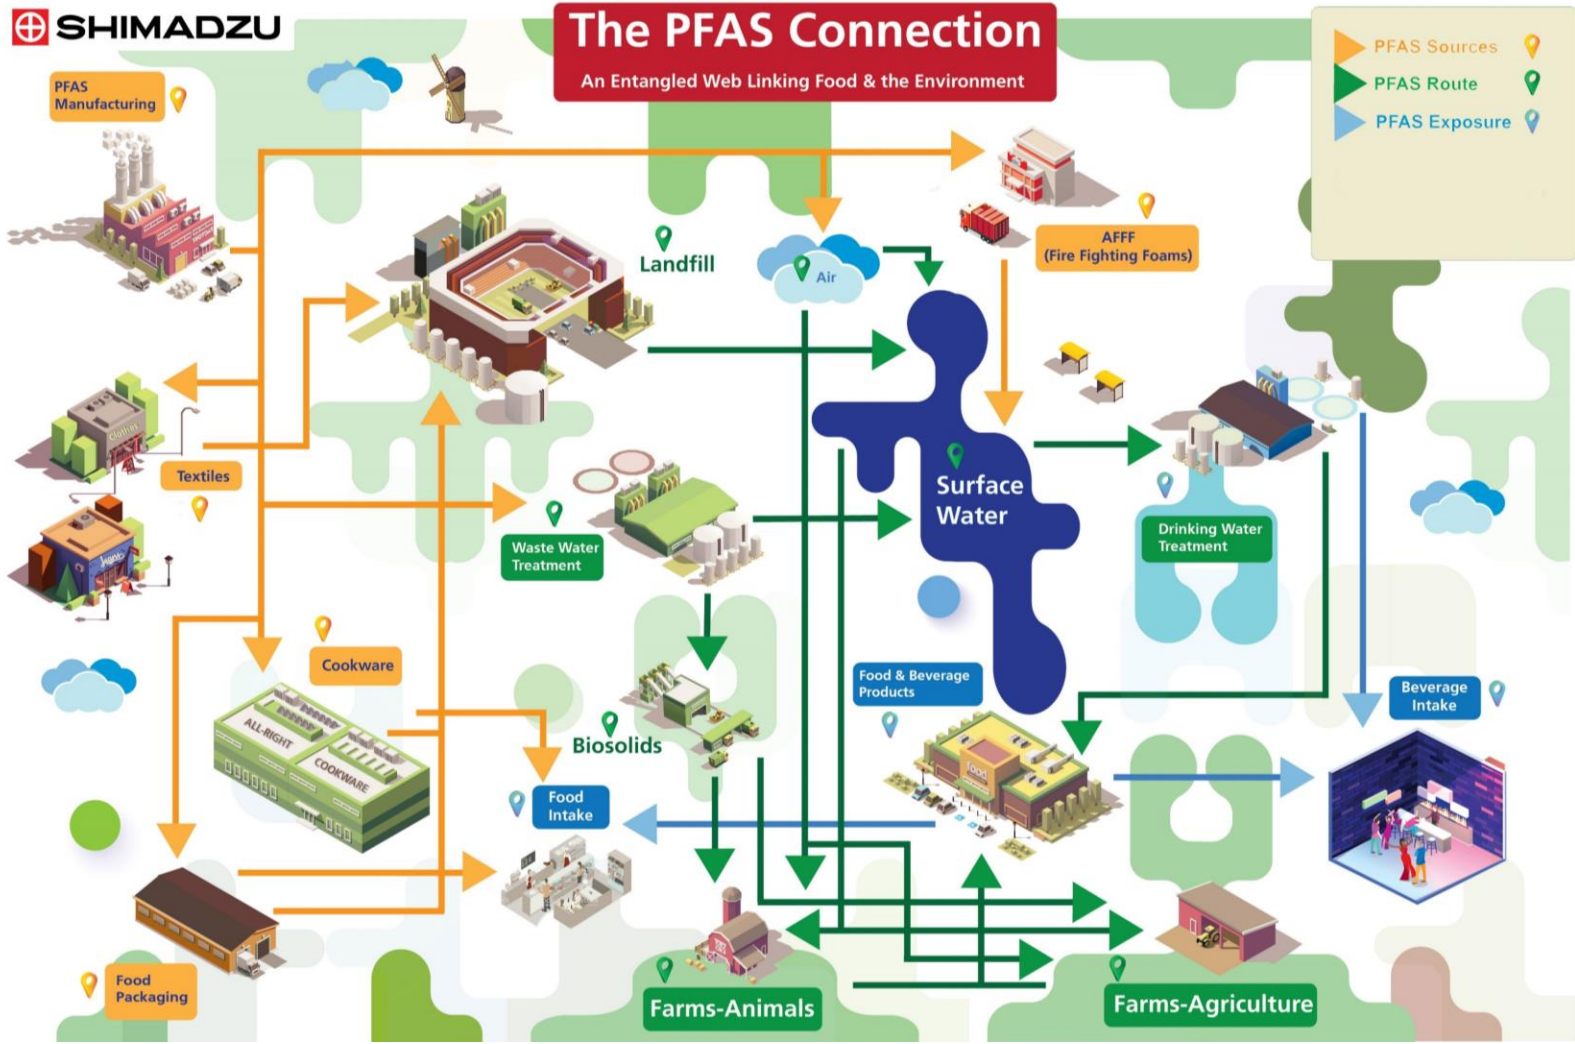 SHIMADZU
The PFAS Connection
An Entangled Web Linking Food & the Environment
PFAS Sources
PFAS Route
PFAS Exposure
PFAS
Manufacturing
Landfill
Air
AFFF
(Fire Fighting Foams)
Clothes
Textiles
Surface
Water
Waste Water
Treatment
Drinking Water
Treatment
Cookware
ALL-RIGHT
COOKWARE
Biosolids
Food & Beverage
Products
food
Beverage
Intake
Food
Intake
Food
Packaging
Farms-Animals
Farms-Agriculture